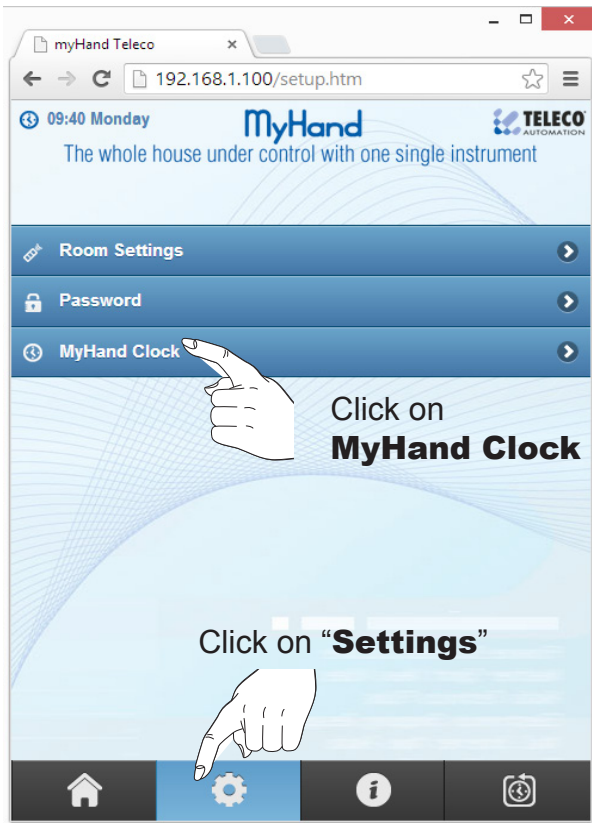 myHand Teleco
192.168.1.100/setup.htm
09:40 Monday
MyHand
TELECO
AUTOMATION
The whole house under control with one single instrument
Room Settings
Password
MyHand Clock
Click on
MyHand Clock
Click on “Settings”